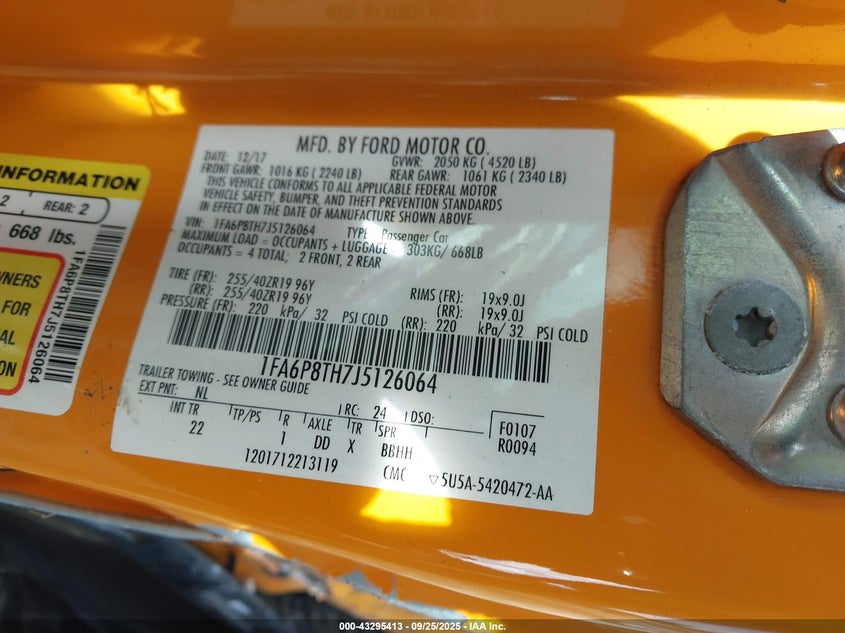 MFD. BY FORD MOTOR CO.
DATE: 12/17 GVWR: 2050 KG ( 4520 LB)
FRONT GAWR: 1016 KG ( 2240 LB) REAR GAWR: 1061 KG ( 2340 LB)
THIS VEHICLE CONFORMS TO ALL APPLICABLE FEDERAL MOTOR
VEHICLE SAFETY, BUMPER, AND THEFT PREVENTION STANDARDS
IN EFFECT ON THE DATE OF MANUFACTURE SHOWN ABOVE.
VIN: 1FA6P8TH7J5126064 TYPE: Passenger Car
MAXIMUM LOAD = OCCUPANTS + LUGGAGE = 303KG/ 668LB
OCCUPANTS = 4 TOTAL; 2 FRONT, 2 REAR
TIRE (FR): 255/40ZR19 96Y RIMS (FR): 19x9.0J
(RR): 255/40ZR19 96Y (RR): 19x9.0J
PRESSURE (FR): 220 kPa/ 32 PSI COLD (RR): 220 kPa/ 32 PSI COLD
1FA6P8TH7J5126064
TRAILER TOWING - SEE OWNER GUIDE
EXT PNT: NL RC: 24 DSO: F0107
INT TR TP/PS R AXLE TR SPR R0094
22 1 DD X BBHH
1201712213119 CMC ▽5U5A-5420472-AA
INFORMATION
2 REAR: 2
668 lbs.
WNERS
FOR
AL
ION.
1FA6P8TH7J5126064
000-43295413 - 09/25/2025 - ©Copyright IAA, Inc.